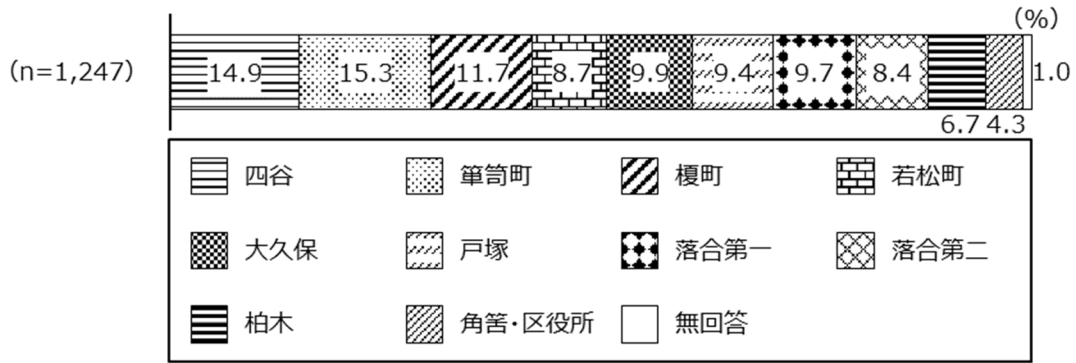 (%)
(n=1,247) 14.9 15.3 11.7 8.7 9.9 9.4 9.7 8.4 1.0
6.7 4.3
四谷 箪笥町 榎町 若松町
大久保 戸塚 落合第一 落合第二
柏木 角筈・区役所 無回答